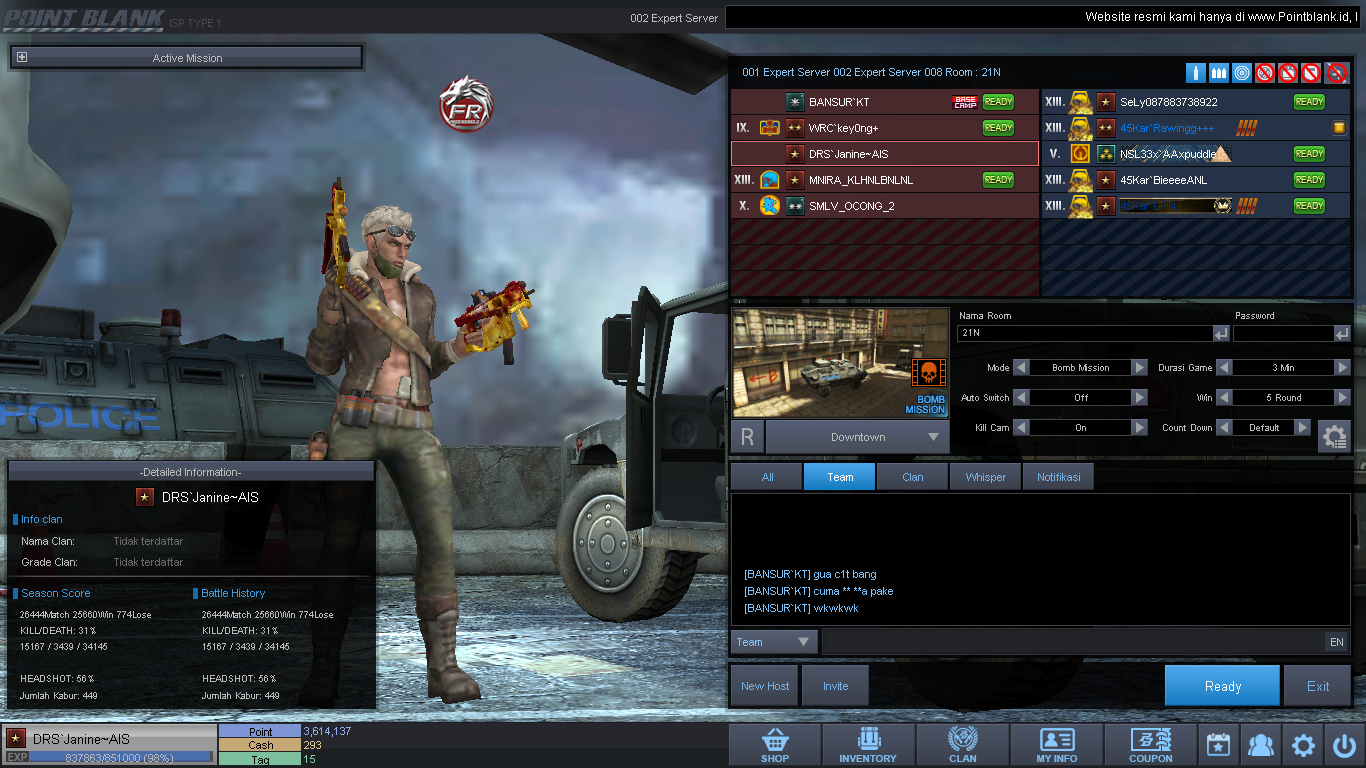 POINT BLANK ISP TYPE 1
002 Expert Server
Website resmi kami hanya di www.Pointblank.id, I
Active Mission
FR
001 Expert Server 002 Expert Server 008 Room : 21N
BANSUR`KT BASE CAMP READY
XIII. SeLy087883738922 READY
IX. WRC`key0ng+ READY
XIII. 45Kar`Rawingg+++
DRS`Janine~AIS
V. NSL33x`AAxpuddle READY
XIII. MNIRA_KLHNLBNLNL READY
XIII. 45Kar`BieeeeANL READY
X. SMLV_OCONG_2
XIII. READY
Nama Room
Password
21N
Mode Bomb Mission
Durasi Game 3 Min
Auto Switch Off
Win 5 Round
Kill Cam On
Count Down Default
B
BOMB
MISSION
R Downtown
POLICE
All Team Clan Whisper Notifikasi
[BANSUR`KT] gua c1t bang
[BANSUR`KT] cuma ** **a pake
[BANSUR`KT] wkwkwk
Team
EN
New Host Invite Ready Exit
-Detailed Information-
DRS`Janine~AIS
Info clan
Nama Clan: Tidak terdaftar
Grade Clan: Tidak terdaftar
Season Score
Battle History
26444Match 25660Win 774Lose
26444Match 25660Win 774Lose
KILL/DEATH: 31%
KILL/DEATH: 31%
15167 / 3439 / 34145
15167 / 3439 / 34145
HEADSHOT: 56%
HEADSHOT: 56%
Jumlah Kabur: 449
Jumlah Kabur: 449
DRS`Janine~AIS
EXP 837863/851000 (98%)
Point 3,614,137
Cash 293
Tag 15
SHOP INVENTORY CLAN MY INFO COUPON